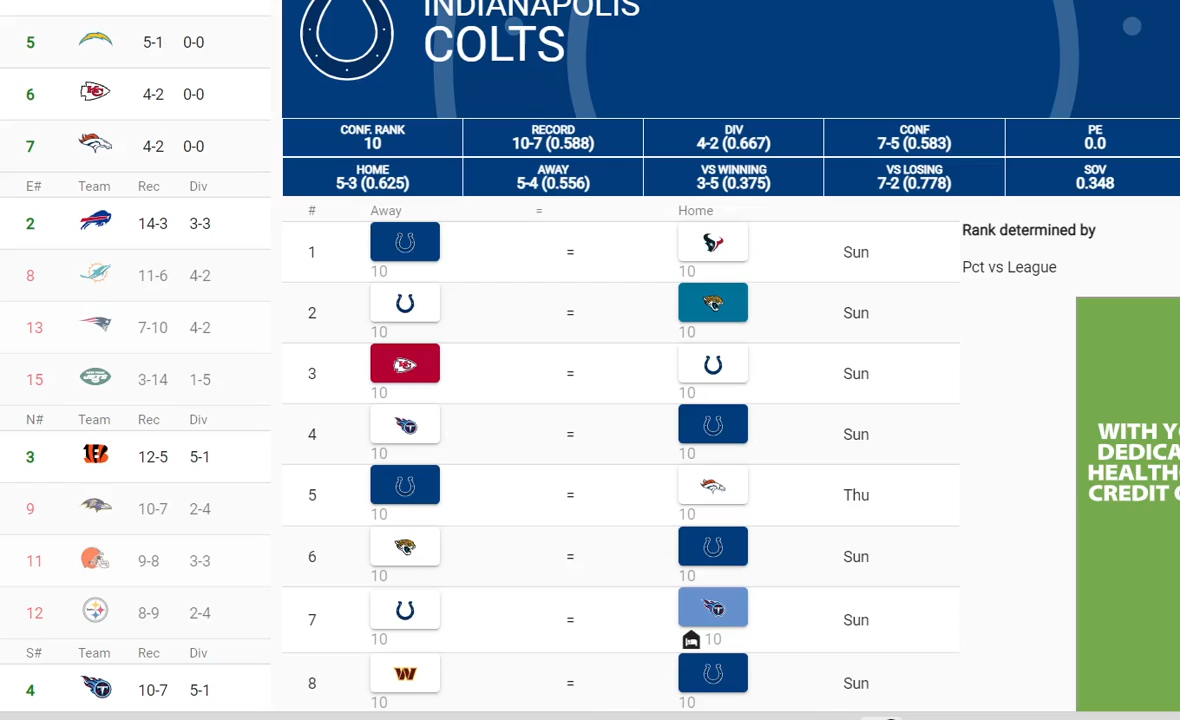 INDIANAPOLIS
COLTS
5 5-1 0-0
6 4-2 0-0
7 4-2 0-0
E# Team Rec Div
2 14-3 3-3
8 11-6 4-2
13 7-10 4-2
15 3-14 1-5
N# Team Rec Div
3 12-5 5-1
9 10-7 2-4
11 9-8 3-3
12 8-9 2-4
S# Team Rec Div
4 10-7 5-1
CONF. RANK
10
RECORD
10-7 (0.588)
DIV
4-2 (0.667)
CONF
7-5 (0.583)
PE
0.0
HOME
5-3 (0.625)
AWAY
5-4 (0.556)
VS WINNING
3-5 (0.375)
VS LOSING
7-2 (0.778)
SOV
0.348
# Away = Home
1 = Sun
10 10
2 = Sun
10 10
3 = Sun
10 10
4 = Sun
10 10
5 = Thu
10 10
6 = Sun
10 10
7 = Sun
10 10
8 W = Sun
10 10
Rank determined by
Pct vs League
WITH Y
DEDICA
HEALTH
CREDIT